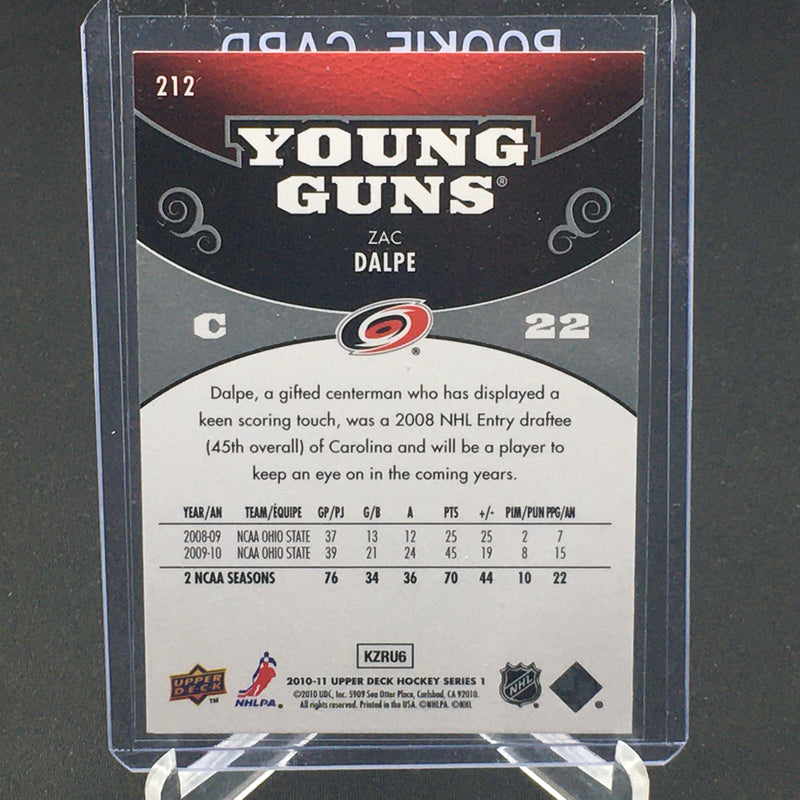 ROOKIE CARD
212
YOUNG
GUNS®
ZAC
DALPE
C 22
®
Dalpe, a gifted centerman who has displayed a
keen scoring touch, was a 2008 NHL Entry draftee
(45th overall) of Carolina and will be a player to
keep an eye on in the coming years.
YEAR/AN TEAM/ÉQUIPE GP/PJ G/B A PTS +/- PIM/PUN PPG/AN
2008-09 NCAA OHIO STATE 37 13 12 25 25 2 7
2009-10 NCAA OHIO STATE 39 21 24 45 19 8 15
2 NCAA SEASONS 76 34 36 70 44 10 22
KZRU6
UPPER
DECK
™
NHLPA.
2010-11 UPPER DECK HOCKEY SERIES 1
©2010 UDC, Inc. 5909 Sea Otter Place, Carlsbad, CA 92010.
All rights reserved. Printed in the USA. ©NHLPA. ©NHL
NHL
®